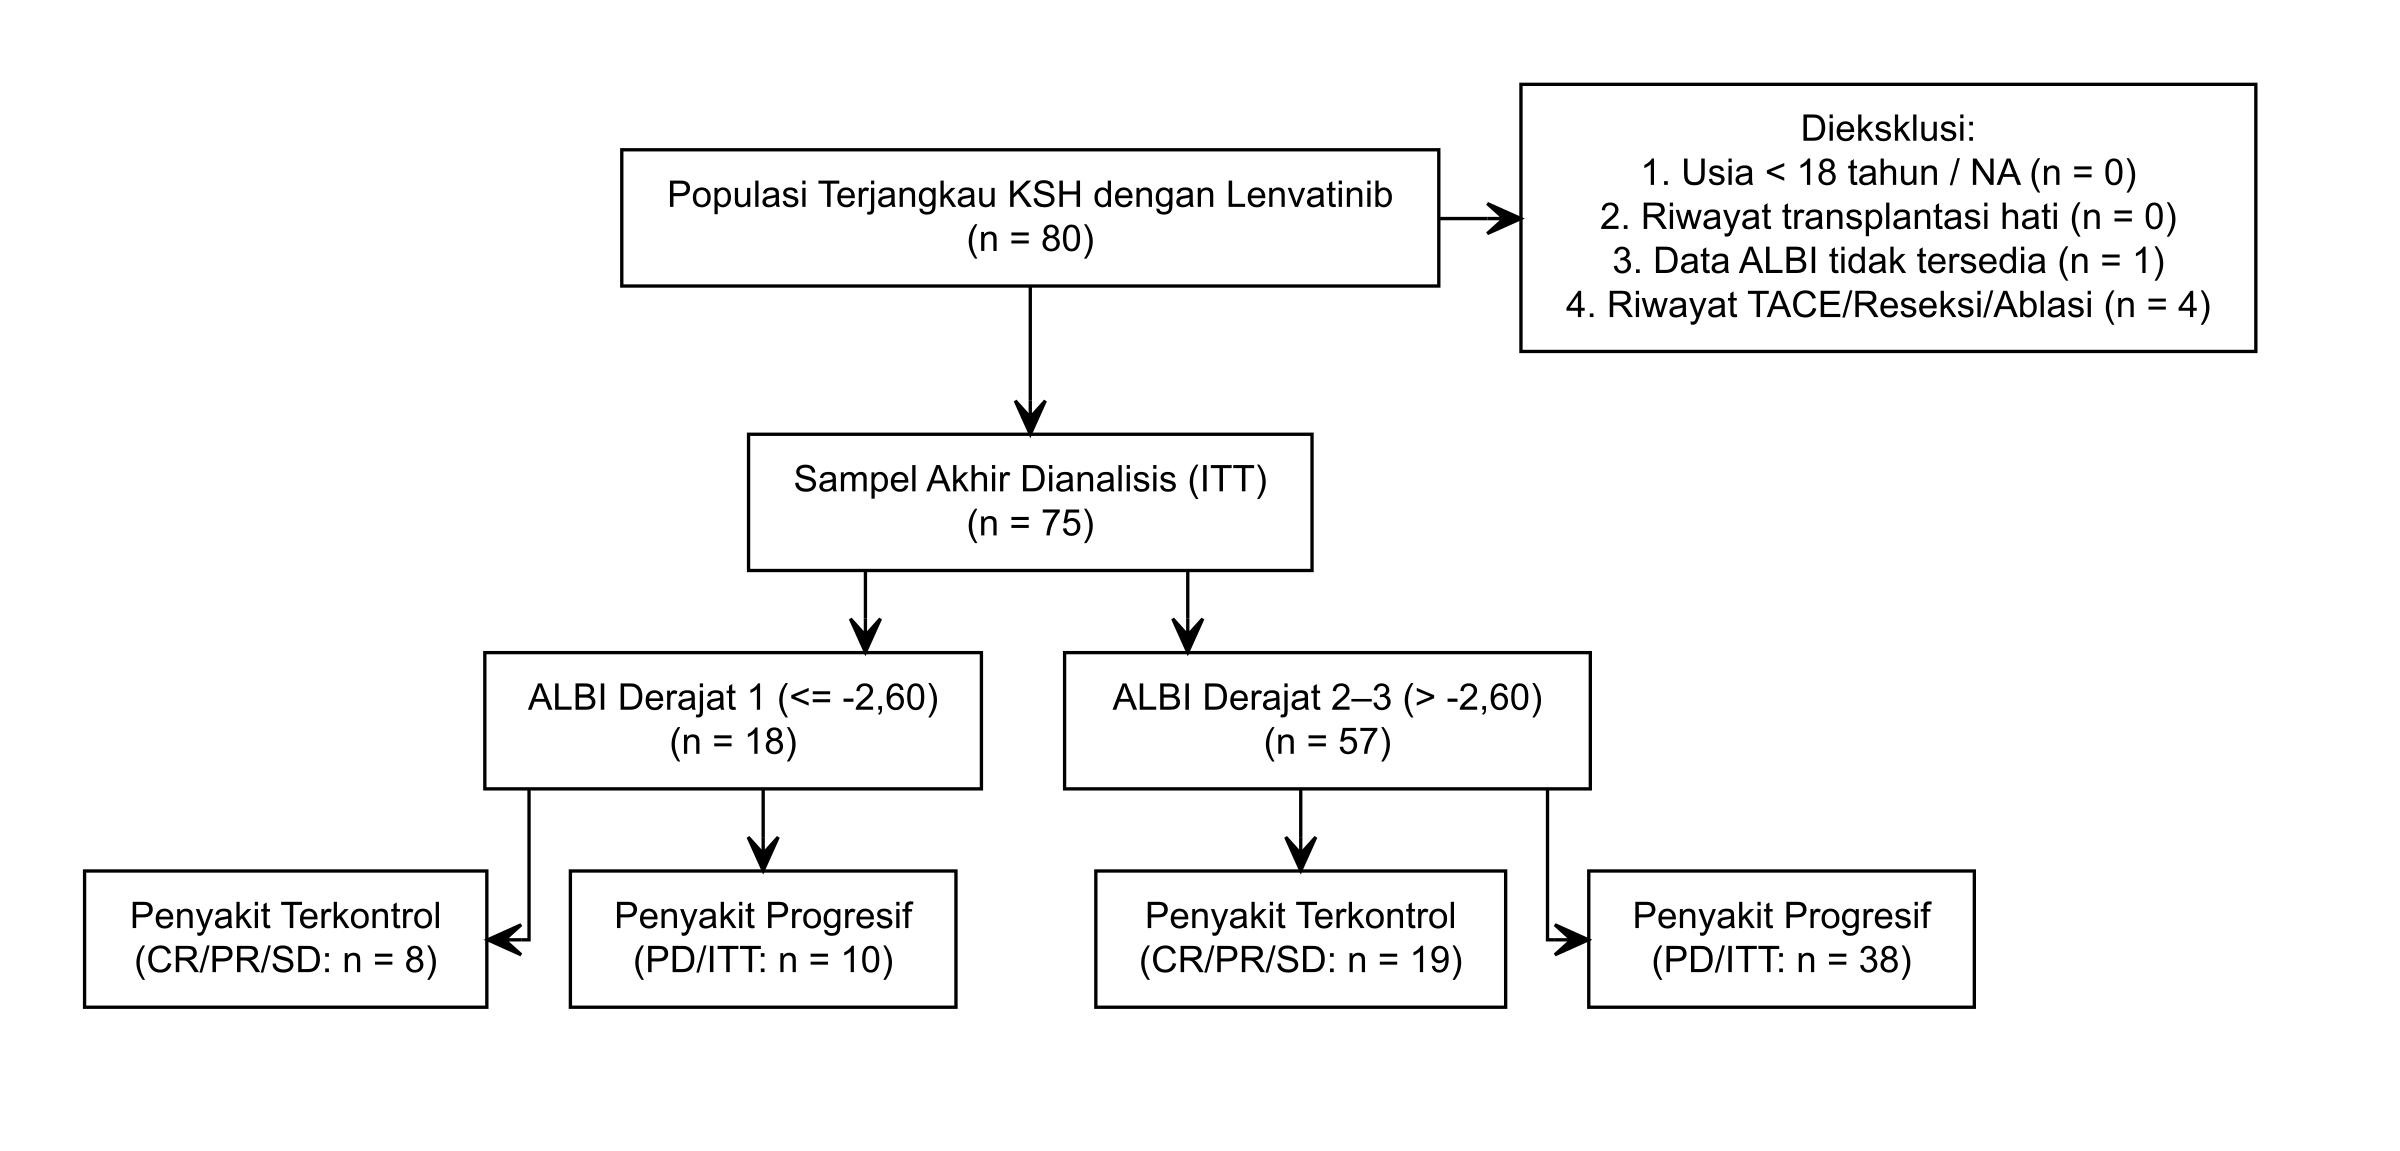 Populasi Terjangkau KSH dengan Lenvatinib
(n = 80)
Dieksklusi:
1. Usia < 18 tahun / NA (n = 0)
2. Riwayat transplantasi hati (n = 0)
3. Data ALBI tidak tersedia (n = 1)
4. Riwayat TACE/Reseksi/Ablasi (n = 4)
Sampel Akhir Dianalisis (ITT)
(n = 75)
ALBI Derajat 1 (<= -2,60)
(n = 18)
ALBI Derajat 2–3 (> -2,60)
(n = 57)
Penyakit Terkontrol
(CR/PR/SD: n = 8)
Penyakit Progresif
(PD/ITT: n = 10)
Penyakit Terkontrol
(CR/PR/SD: n = 19)
Penyakit Progresif
(PD/ITT: n = 38)